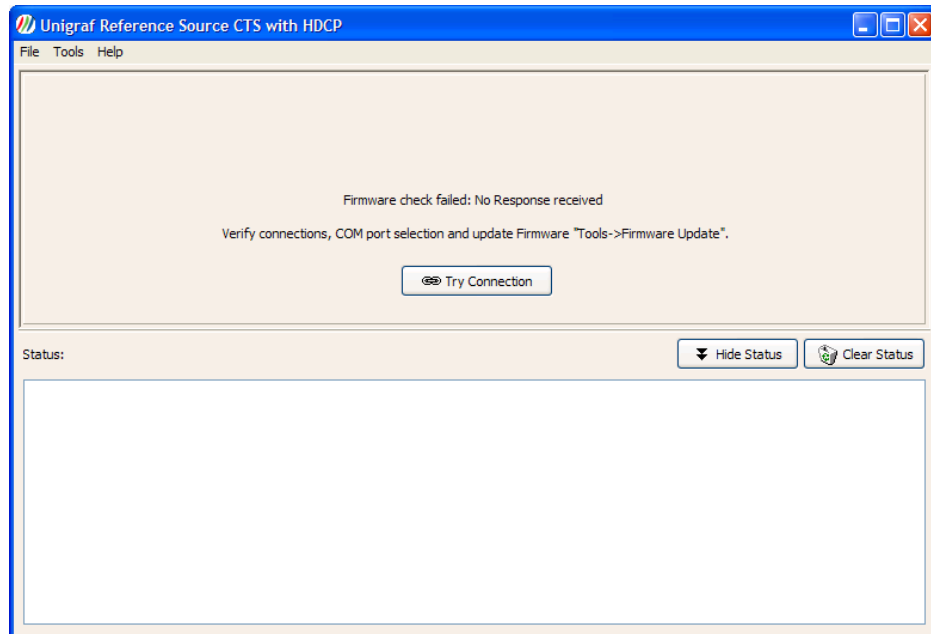 Unigraf Reference Source CTS with HDCP
File Tools Help
Firmware check failed: No Response received
Verify connections, COM port selection and update Firmware "Tools->Firmware Update".
Try Connection
Status:
Hide Status
Clear Status